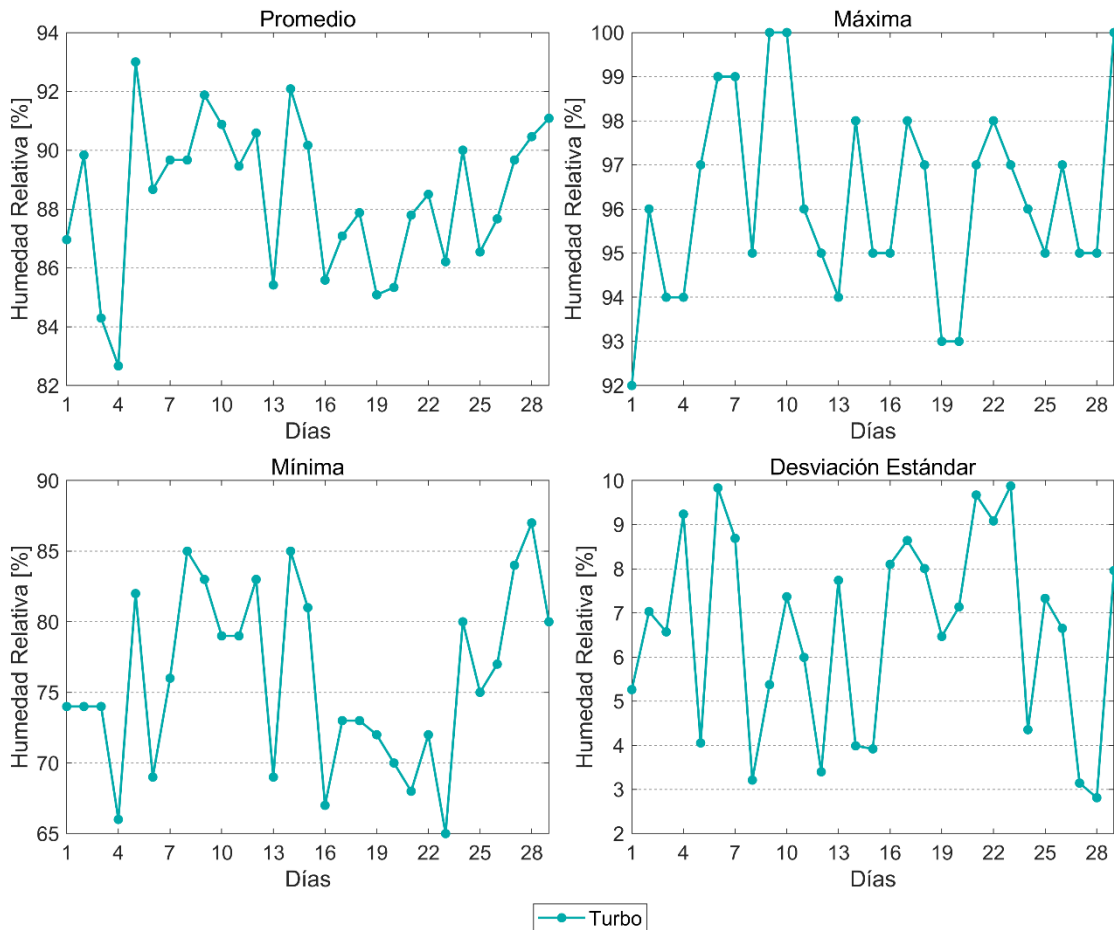 Promedio
Humedad Relativa [%]
94
92
90
88
86
84
82
1 4 7 10 13 16 19 22 25 28
Días
Máxima
Humedad Relativa [%]
100
99
98
97
96
95
94
93
92
1 4 7 10 13 16 19 22 25 28
Días
Mínima
Humedad Relativa [%]
90
85
80
75
70
65
1 4 7 10 13 16 19 22 25 28
Días
Desviación Estándar
Humedad Relativa [%]
10
9
8
7
6
5
4
3
2
1 4 7 10 13 16 19 22 25 28
Días
Turbo